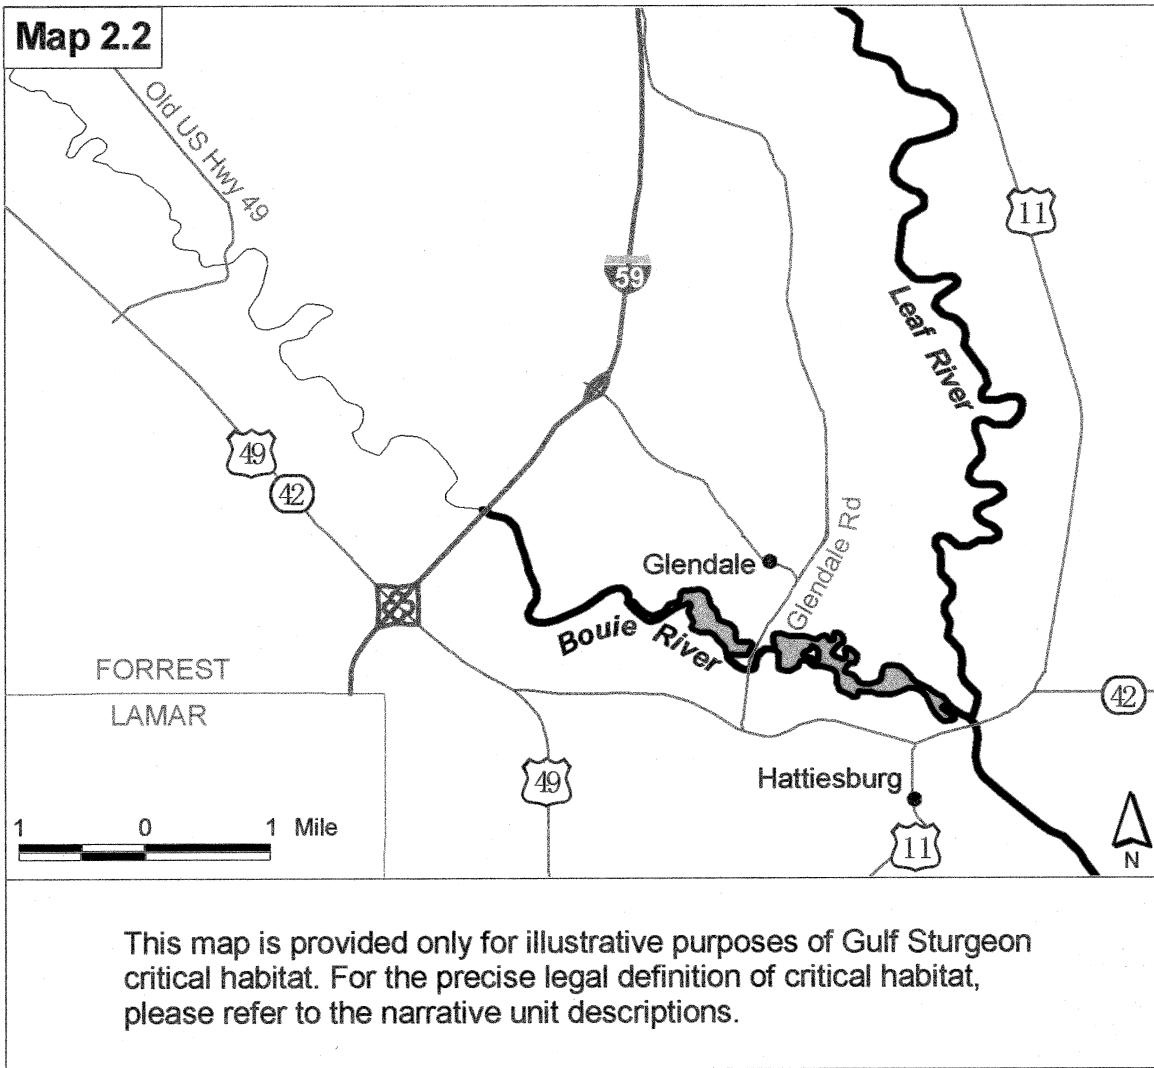 Map 2.2
Old US Hwy 49
11
59
Leaf River
49
42
Glendale
Glendale Rd
Bouie River
FORREST
LAMAR
42
49
Hattiesburg
1 0 1 Mile
11
N
This map is provided only for illustrative purposes of Gulf Sturgeon
critical habitat. For the precise legal definition of critical habitat,
please refer to the narrative unit descriptions.